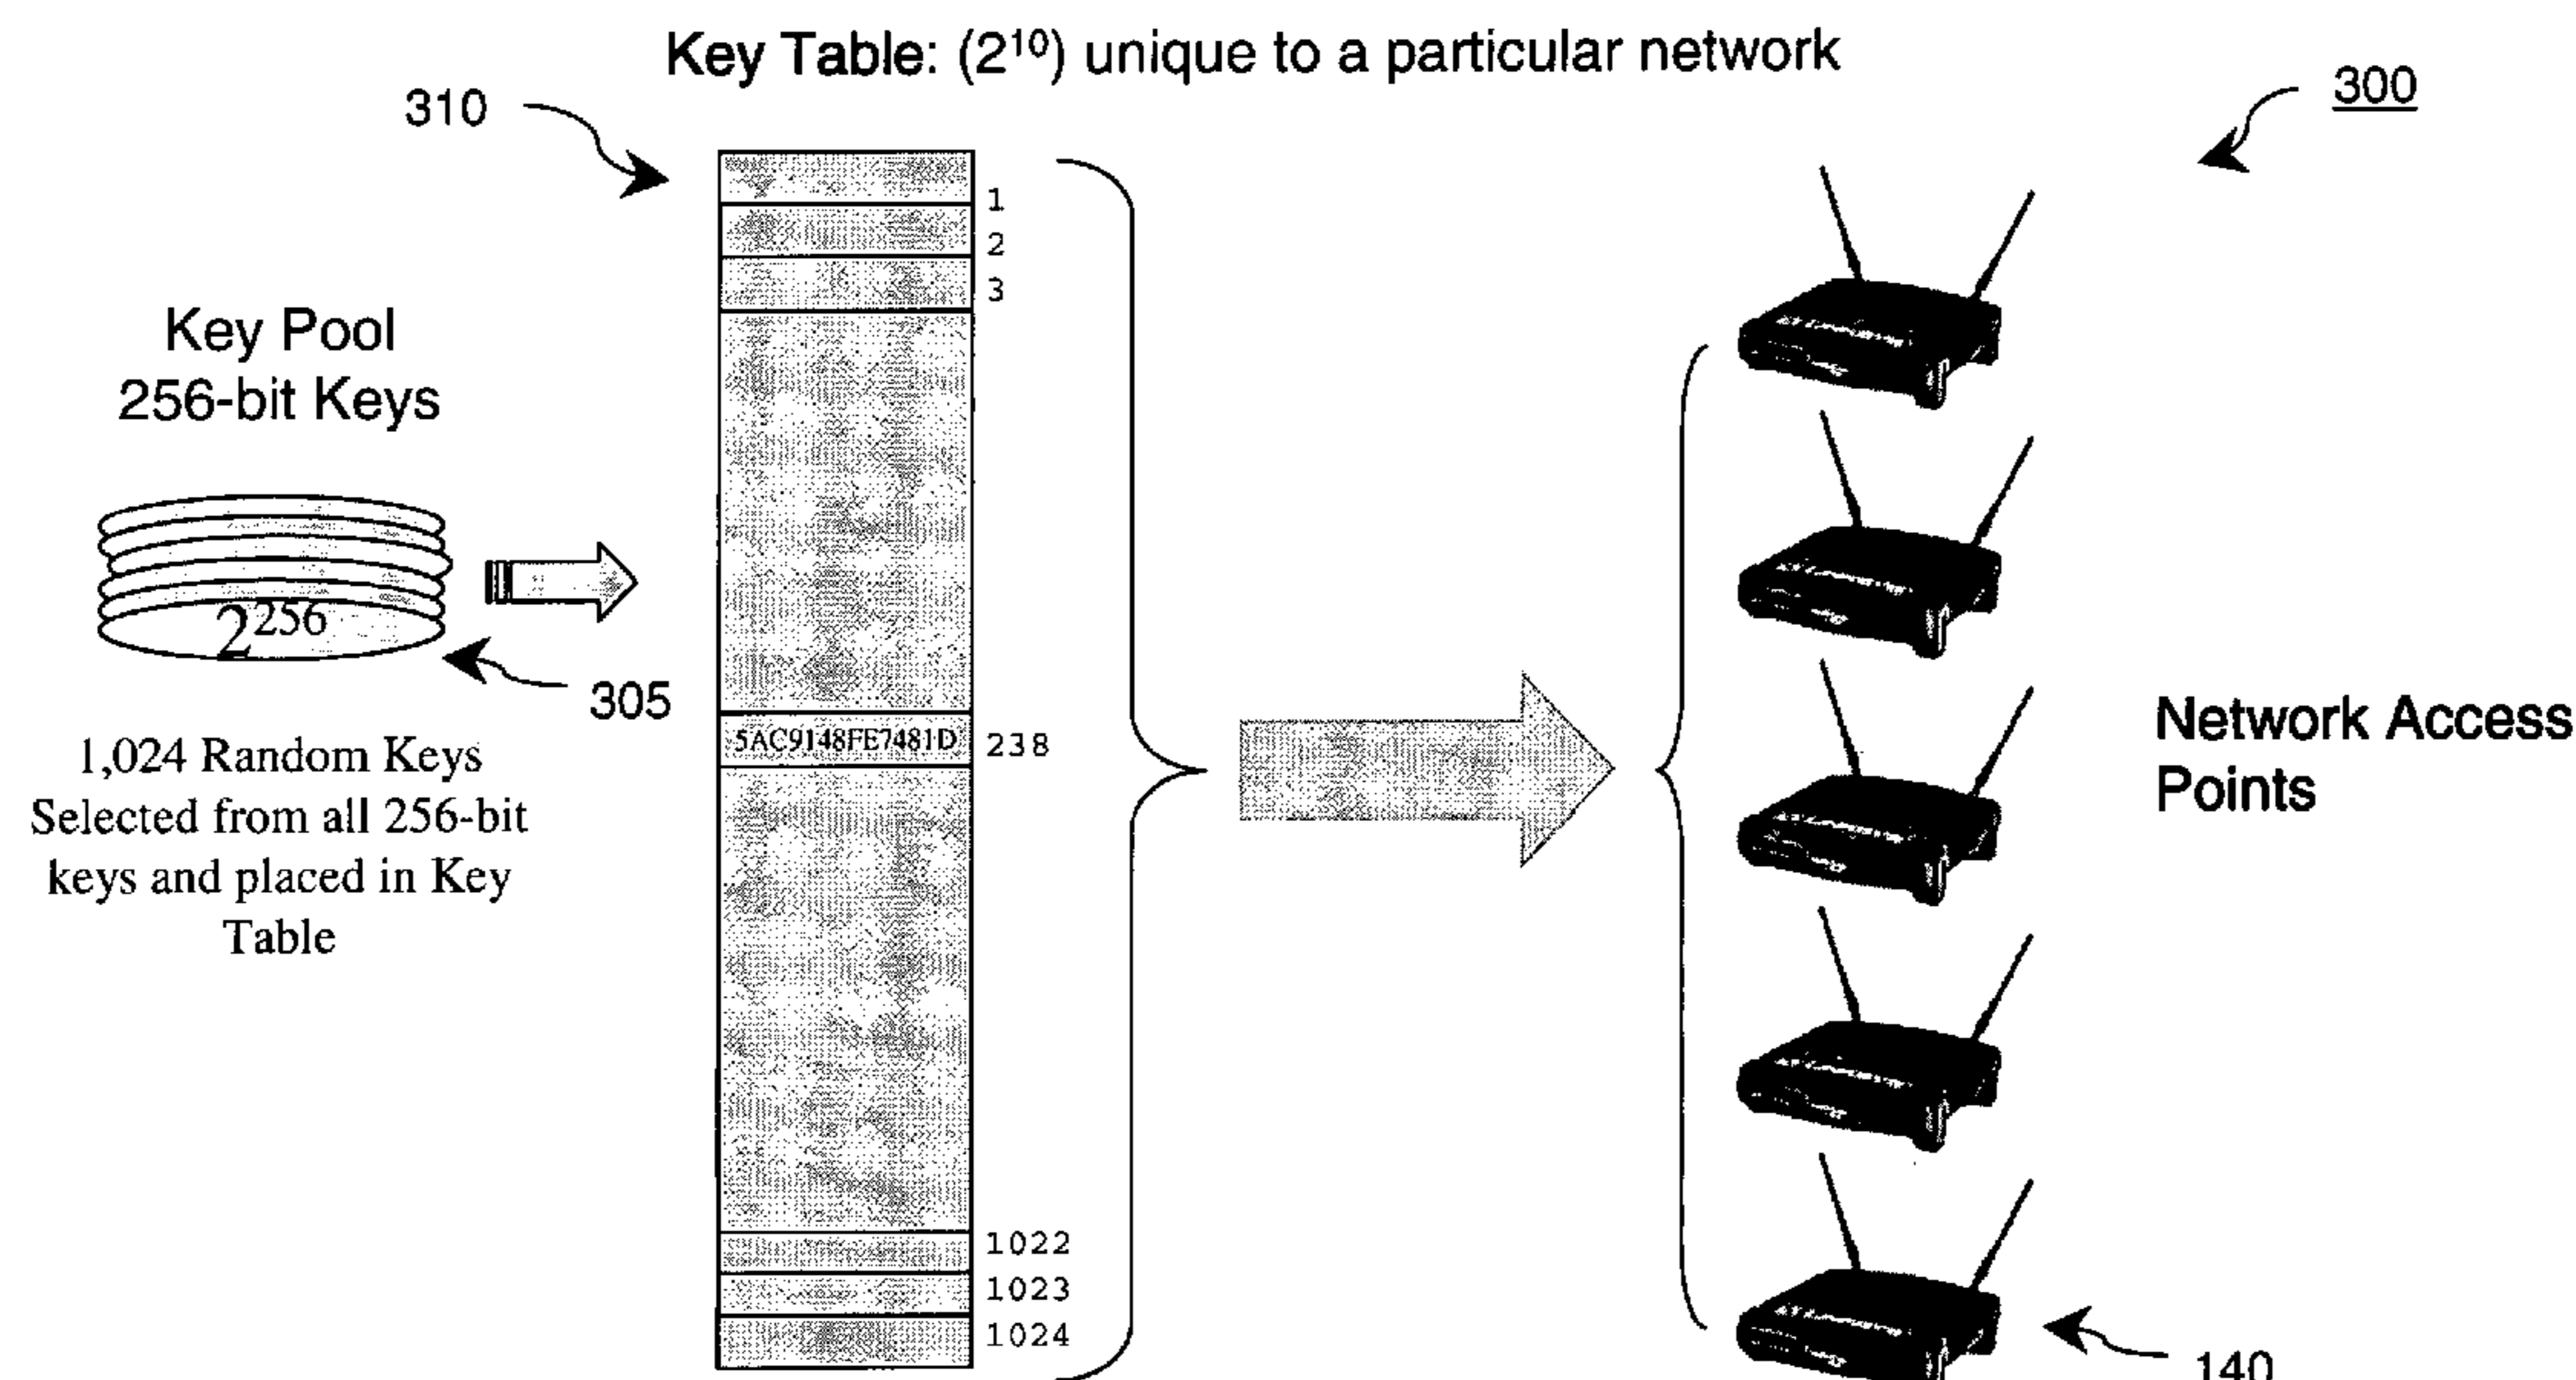 Key Table: (2¹⁰) unique to a particular network
310
300
1
2
3
Key Pool
256-bit Keys
2²⁵⁶
305
1,024 Random Keys
Selected from all 256-bit
keys and placed in Key
Table
5AC9148FE7481D
238
Network Access
Points
1022
1023
1024
140